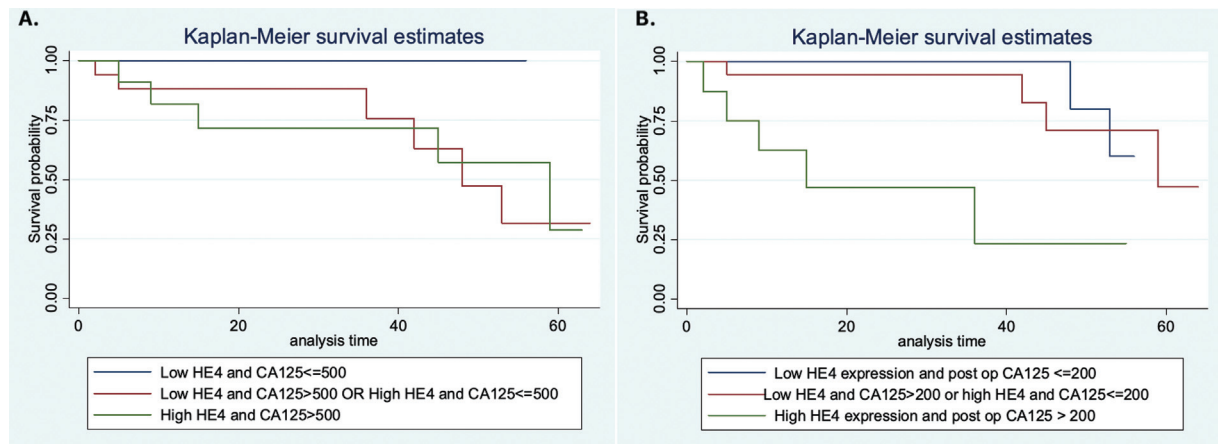 A.
Kaplan-Meier survival estimates
Survival probability
1.00
0.75
0.50
0.25
0.00
0 20 40 60
analysis time
Low HE4 and CA125<=500
Low HE4 and CA125>500 OR High HE4 and CA125<=500
High HE4 and CA125>500
B.
Kaplan-Meier survival estimates
Survival probability
1.00
0.75
0.50
0.25
0.00
0 20 40 60
analysis time
Low HE4 expression and post op CA125 <=200
Low HE4 and CA125>200 or high HE4 and CA125<=200
High HE4 expression and post op CA125 > 200